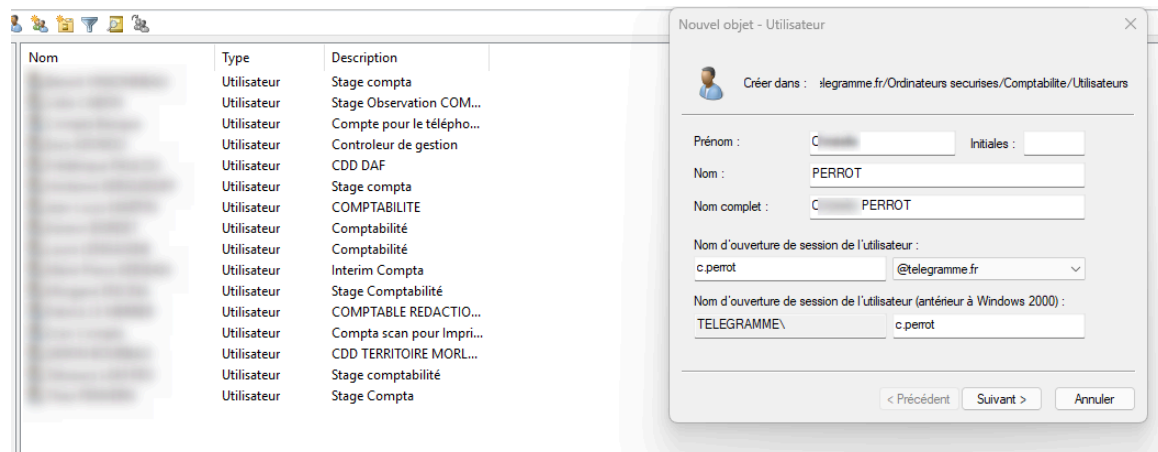 Nom Type Description
Utilisateur Stage compta
Utilisateur Stage Observation COM...
Utilisateur Compte pour le télépho...
Utilisateur Controleur de gestion
Utilisateur CDD DAF
Utilisateur Stage compta
Utilisateur COMPTABILITE
Utilisateur Comptabilité
Utilisateur Comptabilité
Utilisateur Interim Compta
Utilisateur Stage Comptabilité
Utilisateur COMPTABLE REDACTIO...
Utilisateur Compta scan pour Impri...
Utilisateur CDD TERRITOIRE MORL...
Utilisateur Stage comptabilité
Utilisateur Stage Compta
Nouvel objet - Utilisateur
Créer dans : elegramme.fr/Ordinateurs securises/Comptabilite/Utilisateurs
Prénom : C Initiales :
Nom : PERROT
Nom complet : C PERROT
Nom d'ouverture de session de l'utilisateur :
c.perrot @telegramme.fr
Nom d'ouverture de session de l'utilisateur (antérieur à Windows 2000) :
TELEGRAMME\ c.perrot
< Précédent Suivant > Annuler